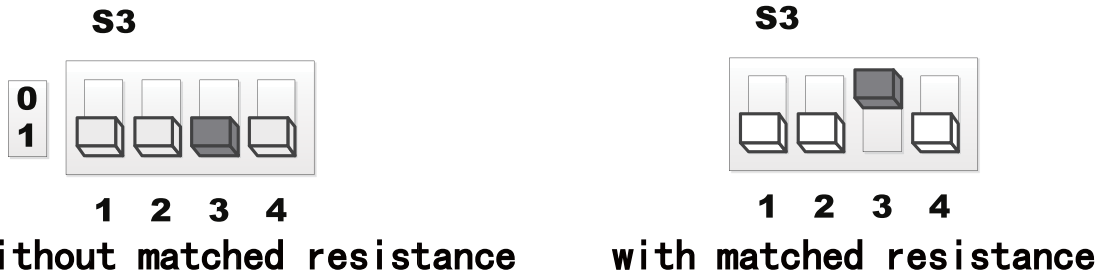 S3 S3
0
1
1 2 3 4 1 2 3 4
ithout matched resistance with matched resistance